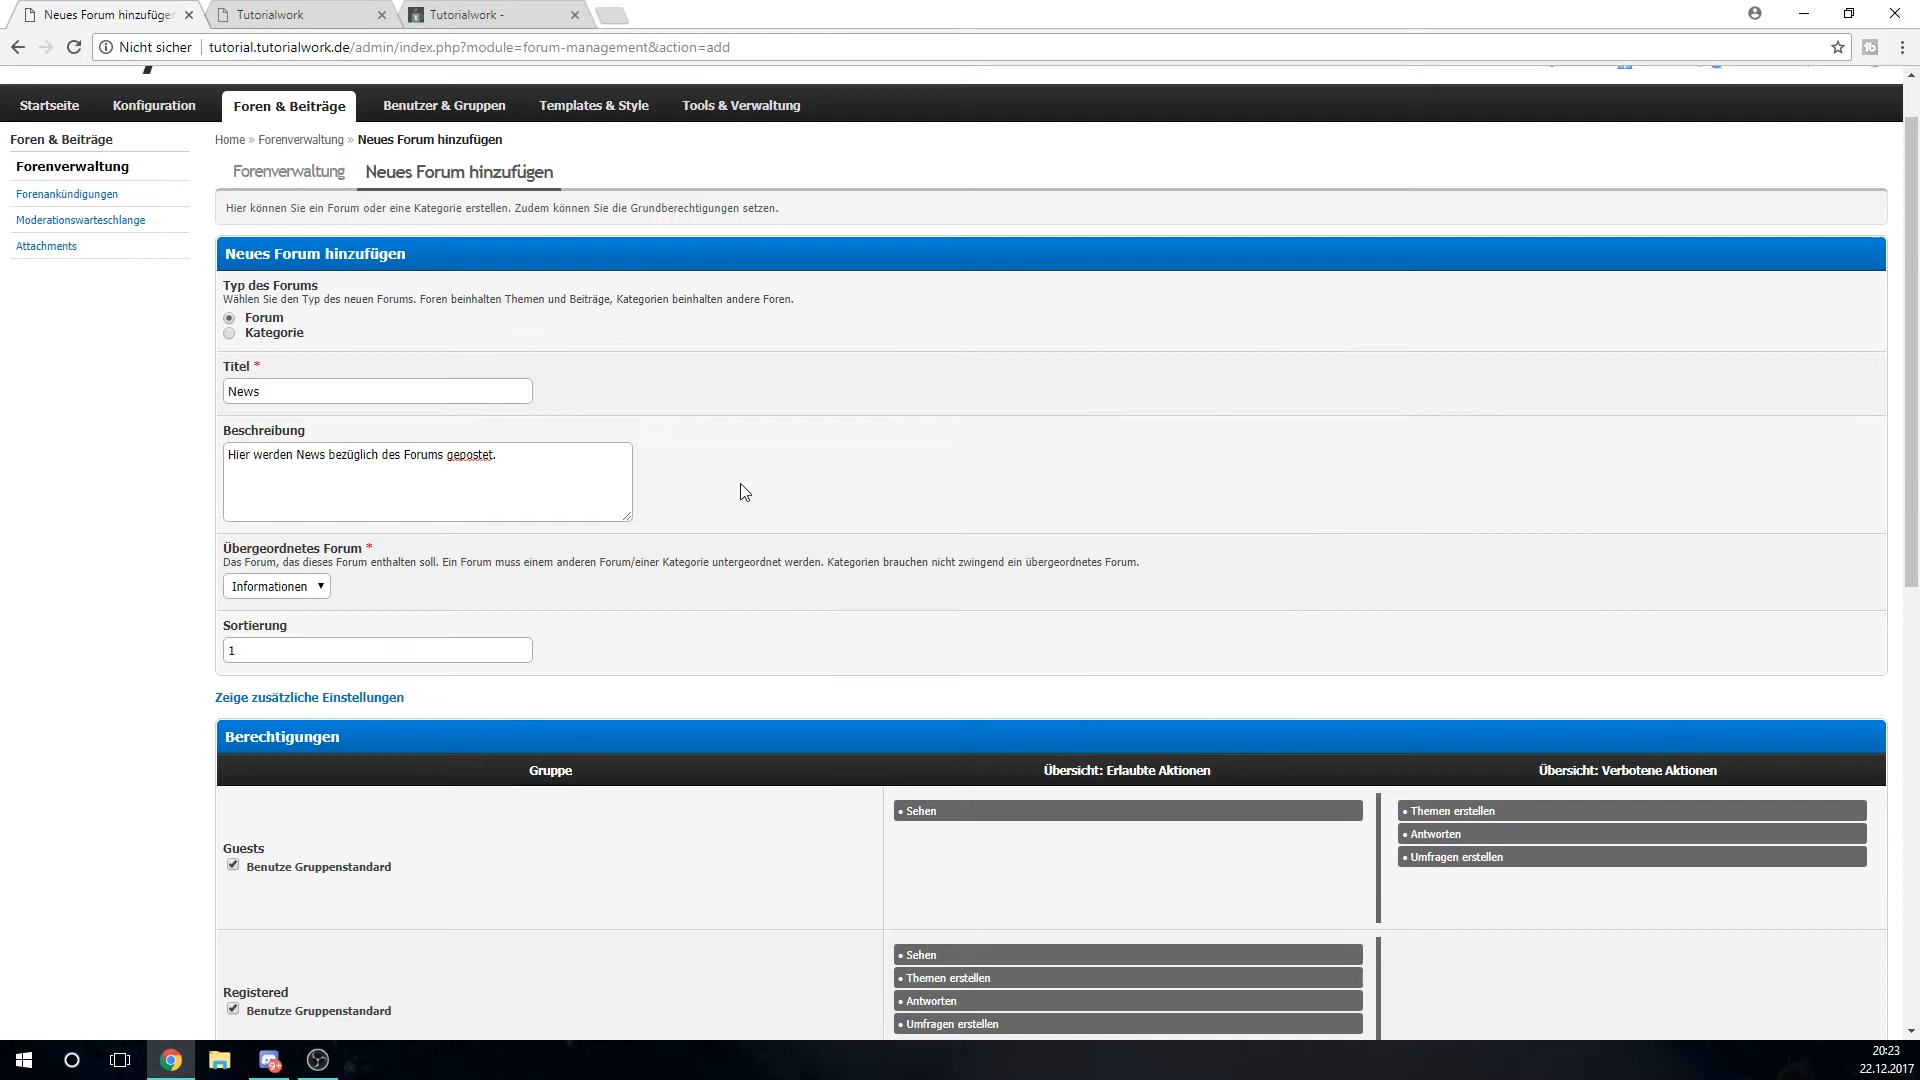 Neues Forum hinzufüger
Tutorialwork
Tutorialwork -
Nicht sicher
tutorial.tutorialwork.de/admin/index.php?module=forum-management&action=add
Startseite
Konfiguration
Foren & Beiträge
Benutzer & Gruppen
Templates & Style
Tools & Verwaltung
Foren & Beiträge
Forenverwaltung
Forenankündigungen
Moderationswarteschlange
Attachments
Home » Forenverwaltung » Neues Forum hinzufügen
Forenverwaltung
Neues Forum hinzufügen
Hier können Sie ein Forum oder eine Kategorie erstellen. Zudem können Sie die Grundberechtigungen setzen.
Neues Forum hinzufügen
Typ des Forums
Wählen Sie den Typ des neuen Forums. Foren beinhalten Themen und Beiträge, Kategorien beinhalten andere Foren.
Forum
Kategorie
Titel *
News
Beschreibung
Hier werden News bezüglich des Forums gepostet.
Übergeordnetes Forum *
Das Forum, das dieses Forum enthalten soll. Ein Forum muss einem anderen Forum/einer Kategorie untergeordnet werden. Kategorien brauchen nicht zwingend ein übergeordnetes Forum.
Informationen
Sortierung
1
Zeige zusätzliche Einstellungen
Berechtigungen
Gruppe
Übersicht: Erlaubte Aktionen
Übersicht: Verbotene Aktionen
Guests
Benutze Gruppenstandard
• Sehen
• Themen erstellen
• Antworten
• Umfragen erstellen
Registered
Benutze Gruppenstandard
• Sehen
• Themen erstellen
• Antworten
• Umfragen erstellen
9+
20:23
22.12.2017